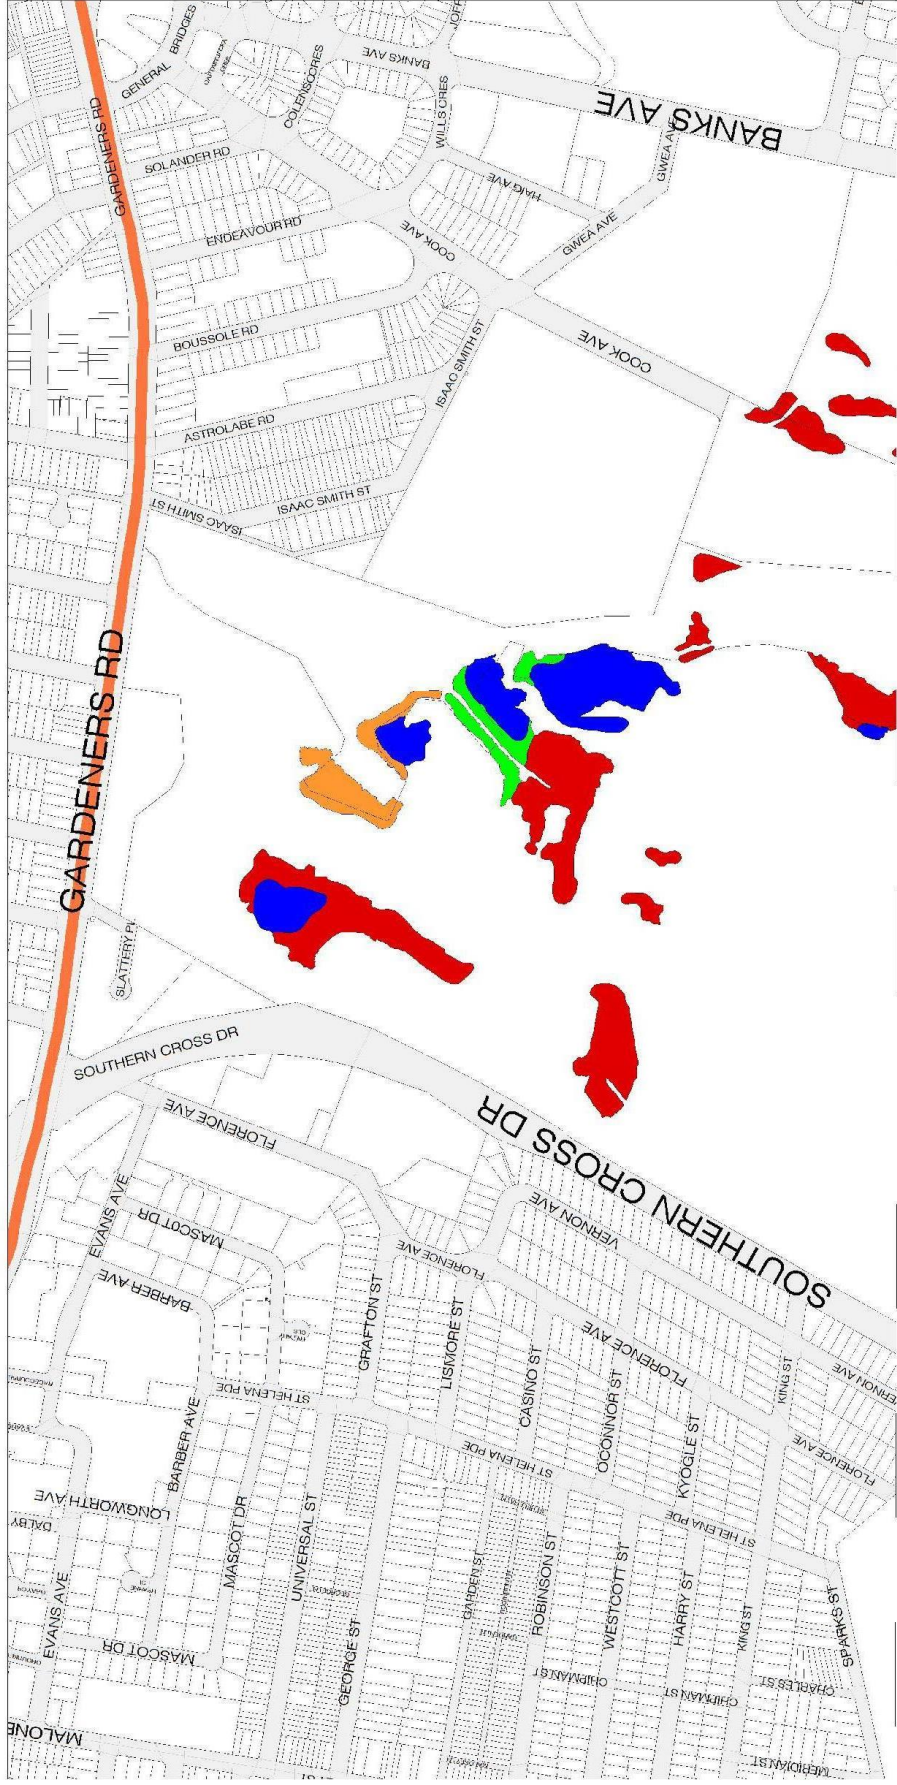 JOFF
GENERAL BRIDGES
COLENSO CRES
BANKS AVE
WILLS CRES
BANKS AVE
GARDENERS RD
SOLANDER RD
GWEA AVE
HAIG AVE
ENDEAVOUR RD
COOK AVE
GWEA AVE
BOUSSOLE RD
ISAAC SMITH ST
COOK AVE
ASTROLABE RD
ISAAC SMITH ST
ISAAC SMITH ST
GARDENERS RD
SLATTERY PL
SOUTHERN CROSS DR
FLORENCE AVE
SOUTHERN CROSS DR
EVANS AVE
MASCOT DR
VERNON AVE
FLORENCE AVE
BARBER AVE
GRAFTON ST
LISMORE ST
FLORENCE AVE
CASINO ST
KING ST
VERNON AVE
ST HELENA PDE
OCONNOR ST
BARBER AVE
KYOGLE ST
FLORENCE AVE
ST HELENA PDE
LONGWORTH AVE
DALBY
MASCOT DR
UNIVERSAL ST
ST HELENA PDE
GARDEN ST
ROBINSON ST
WESTCOTT ST
EVANS AVE
HARRY ST
KING ST
SPARKS ST
MASCOT DR
GEORGE ST
CHIPMAN ST
CHIPMAN ST
CHARLES ST
MALONE
MERIDIAN ST